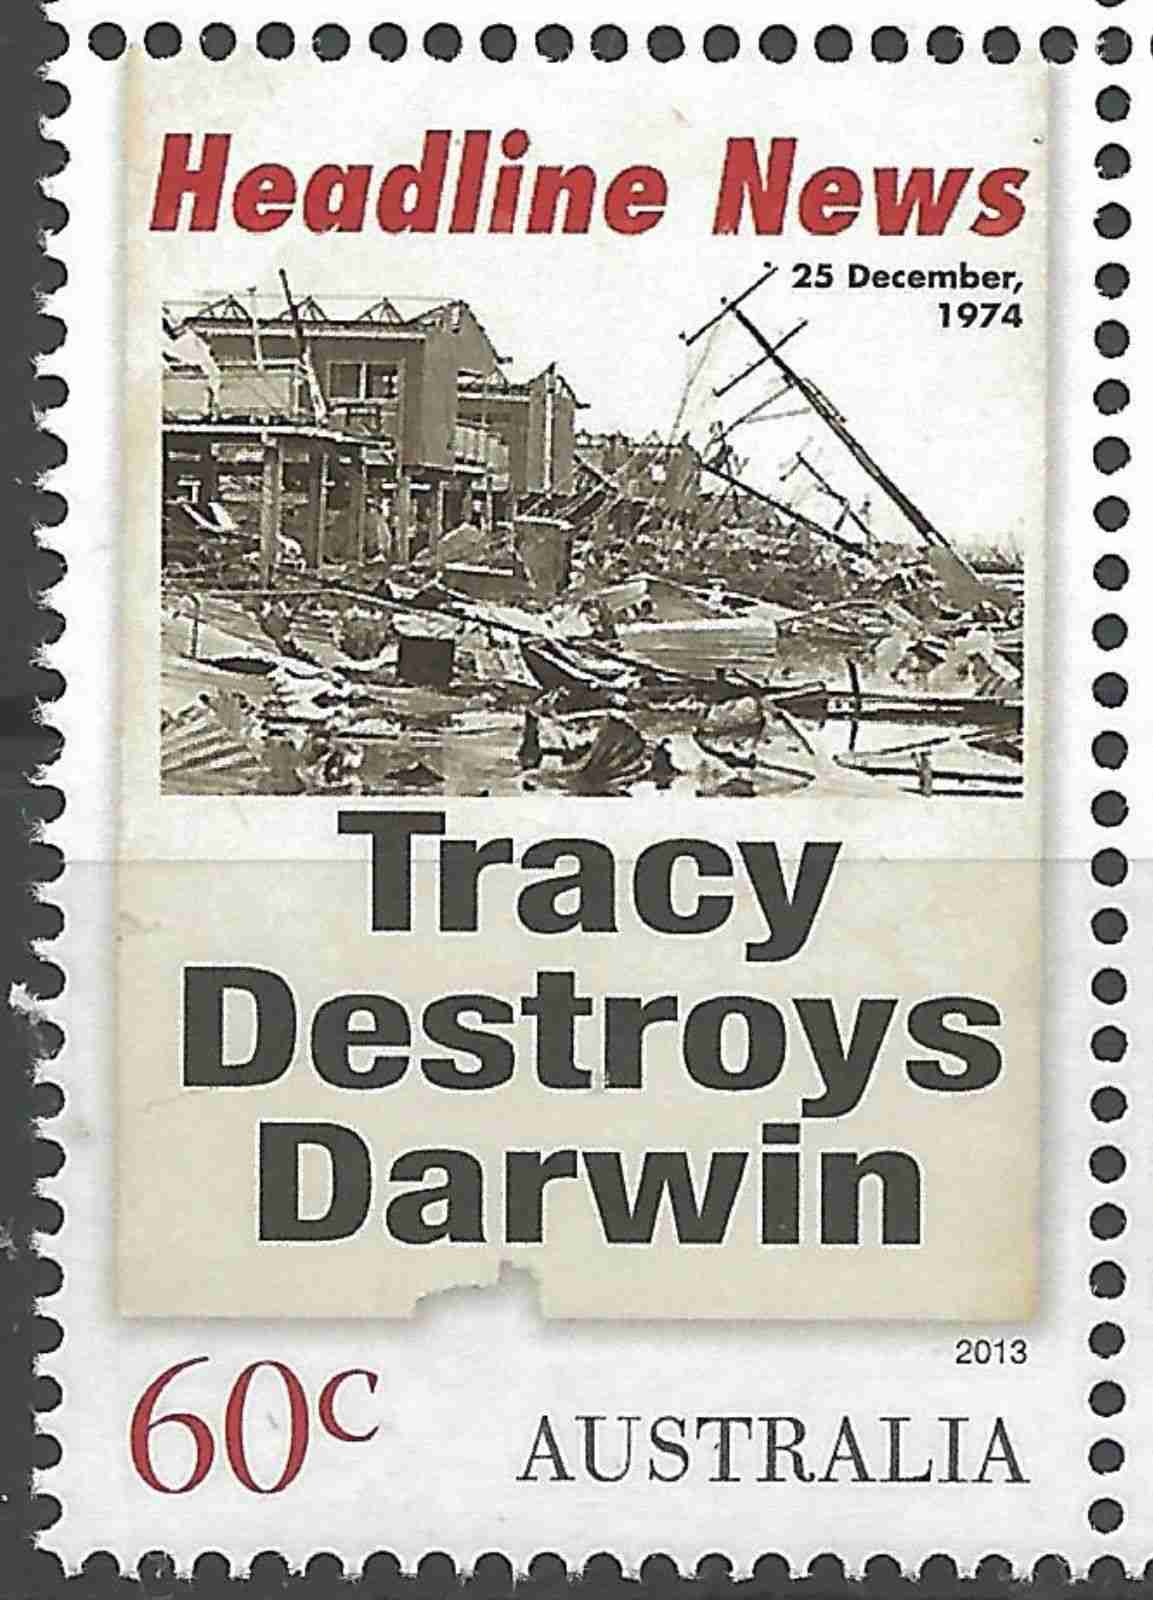 Headline News
25 December,
1974
Tracy
Destroys
Darwin
2013
60c
AUSTRALIA